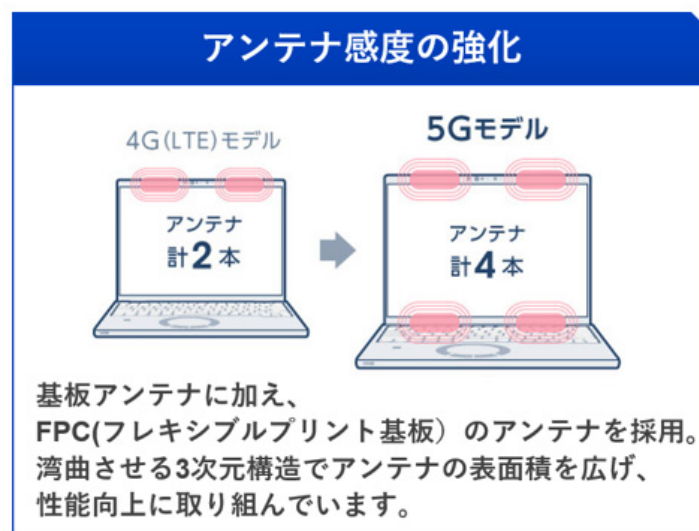 アンテナ感度の強化
4G(LTE)モデル
アンテナ
計2本
5Gモデル
アンテナ
計4本
基板アンテナに加え、
FPC(フレキシブルプリント基板）のアンテナを採用。
湾曲させる3次元構造でアンテナの表面積を広げ、
性能向上に取り組んでいます。